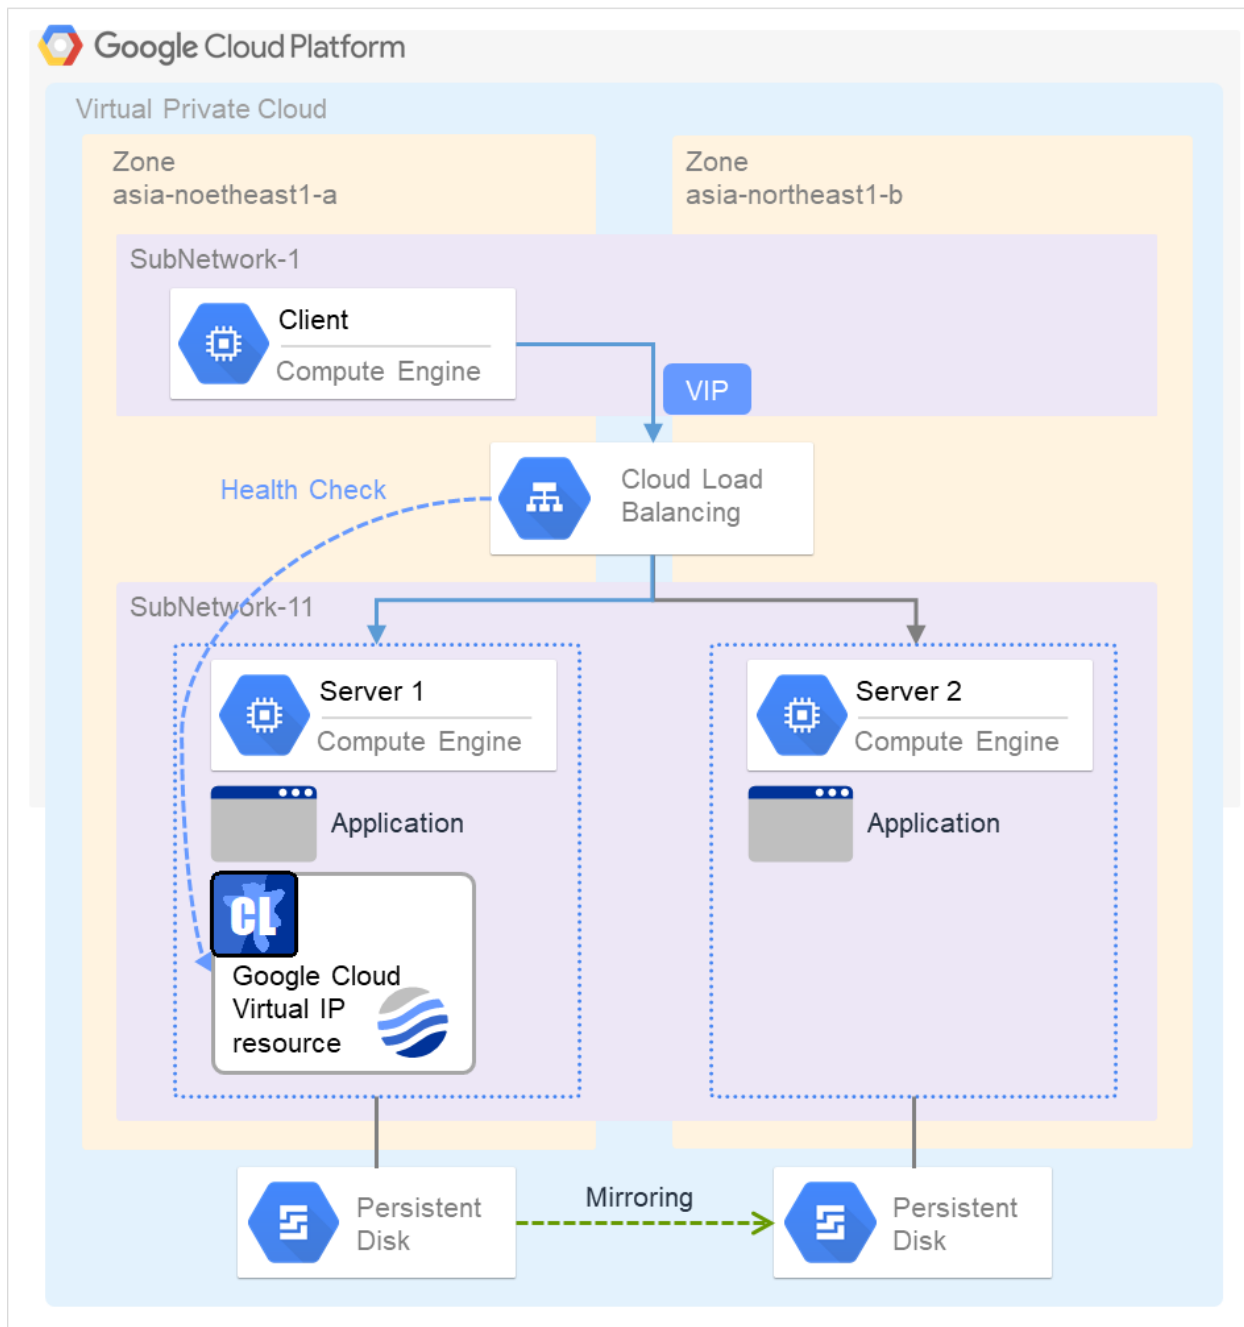 Google Cloud Platform
Virtual Private Cloud
Zone
asia-noetheast1-a
Zone
asia-northeast1-b
SubNetwork-1
Client
Compute Engine
VIP
Health Check
Cloud Load
Balancing
SubNetwork-11
Server 1
Compute Engine
Server 2
Compute Engine
Application
Application
CL
Google Cloud
Virtual IP
resource
Mirroring
Persistent
Disk
Persistent
Disk